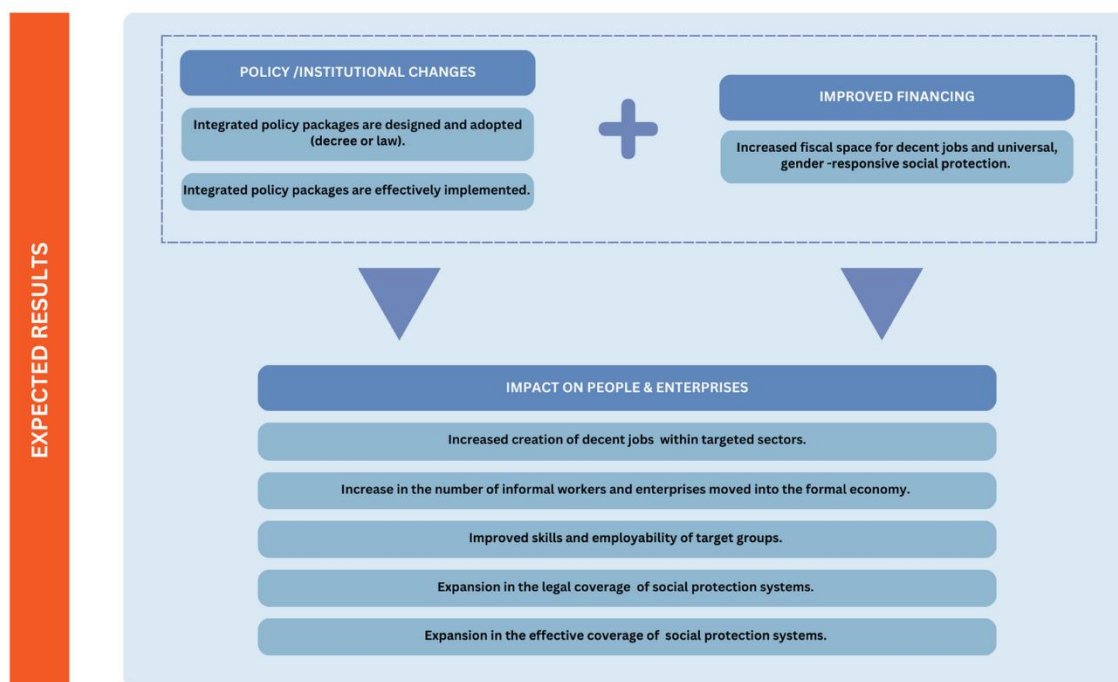 EXPECTED RESULTS
POLICY /INSTITUTIONAL CHANGES
Integrated policy packages are designed and adopted
(decree or law).
Integrated policy packages are effectively implemented.
IMPROVED FINANCING
Increased fiscal space for decent jobs and universal,
gender -responsive social protection.
IMPACT ON PEOPLE & ENTERPRISES
Increased creation of decent jobs within targeted sectors.
Increase in the number of informal workers and enterprises moved into the formal economy.
Improved skills and employability of target groups.
Expansion in the legal coverage of social protection systems.
Expansion in the effective coverage of social protection systems.